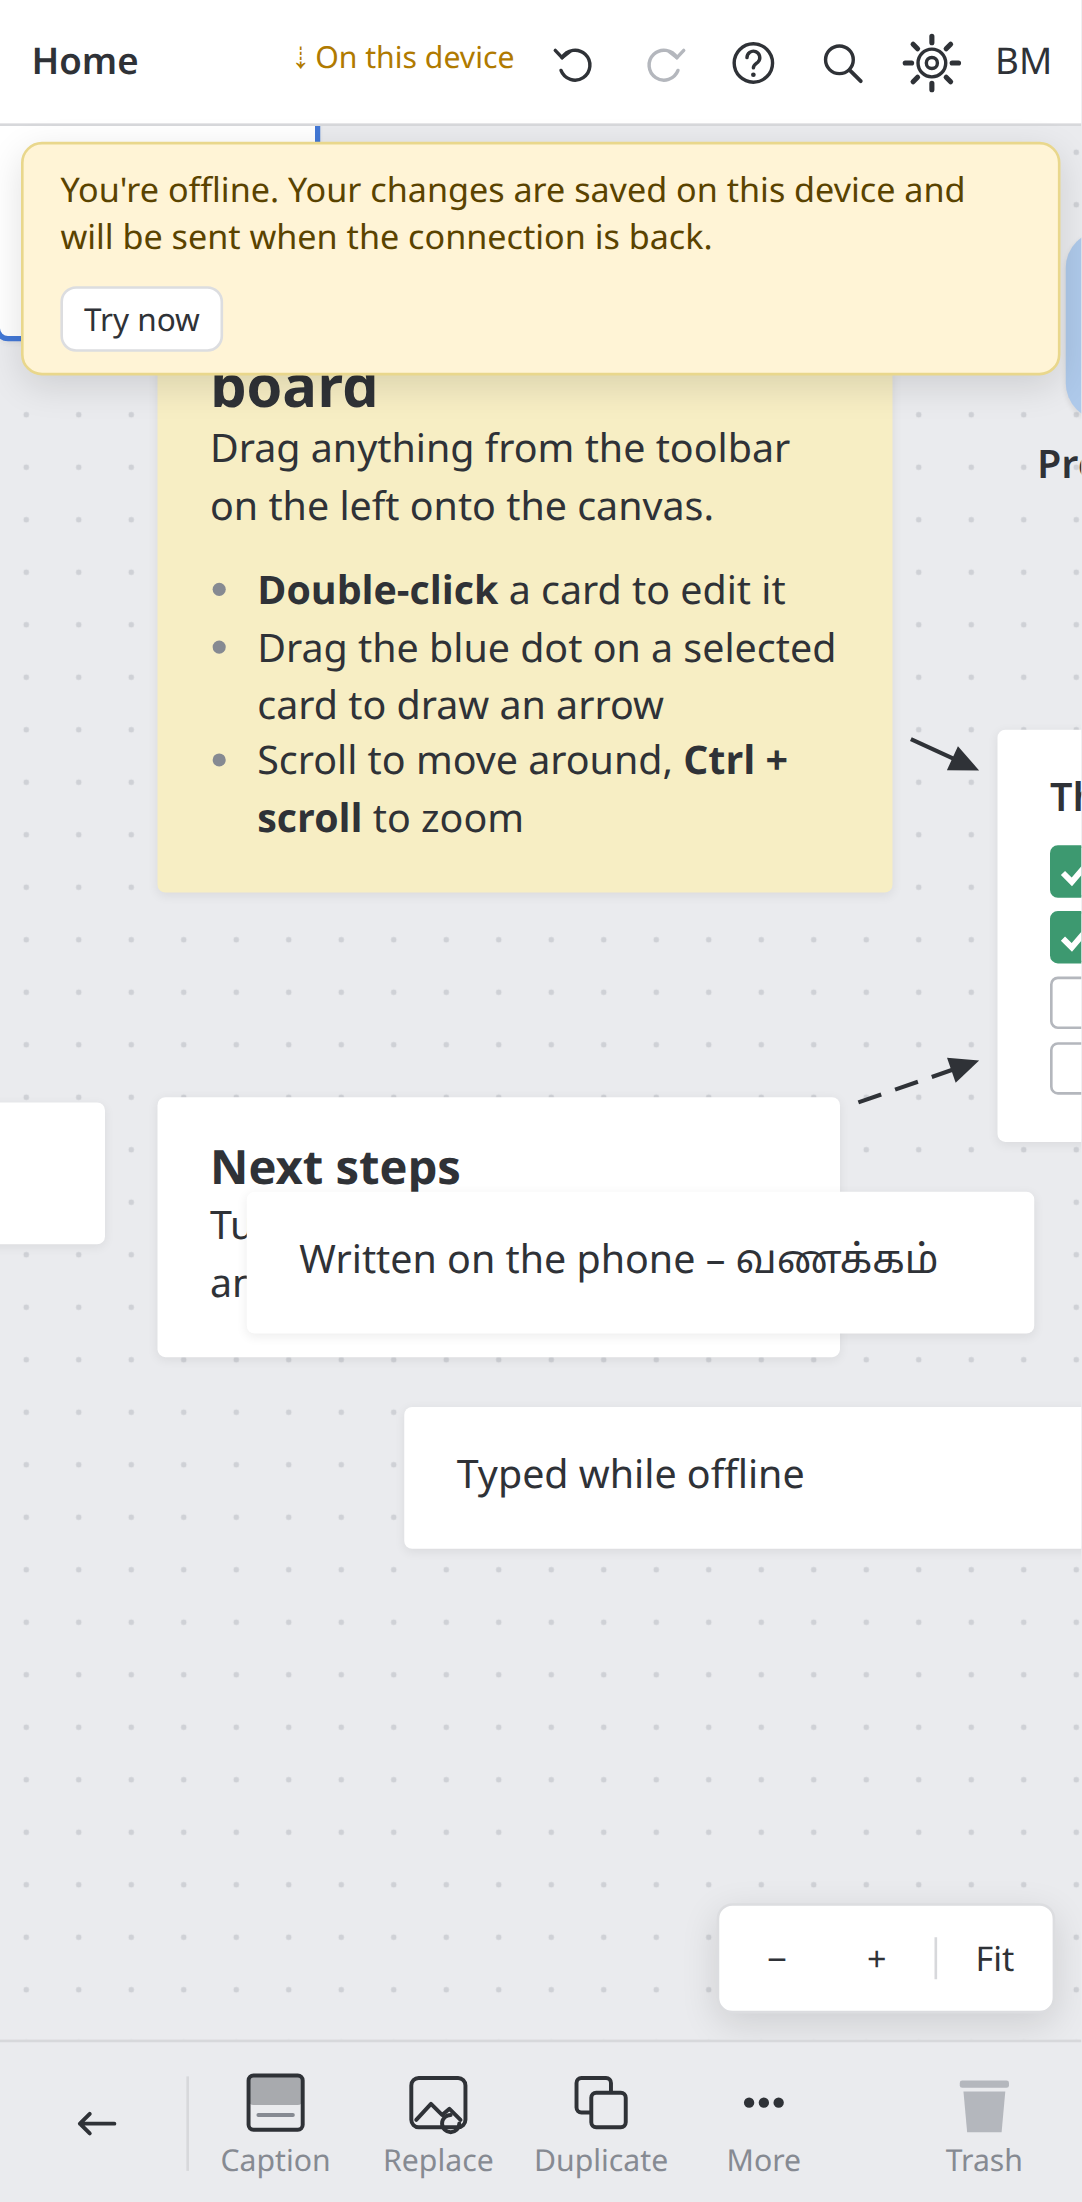 Home
⇣ On this device
BM
You're offline. Your changes are saved on this device and
will be sent when the connection is back.
Try now
board
Drag anything from the toolbar
on the left onto the canvas.
• Double-click a card to edit it
• Drag the blue dot on a selected
card to draw an arrow
• Scroll to move around, Ctrl +
scroll to zoom
Next steps
Written on the phone – வணக்கம்
Typed while offline
− + Fit
← Caption Replace Duplicate More Trash